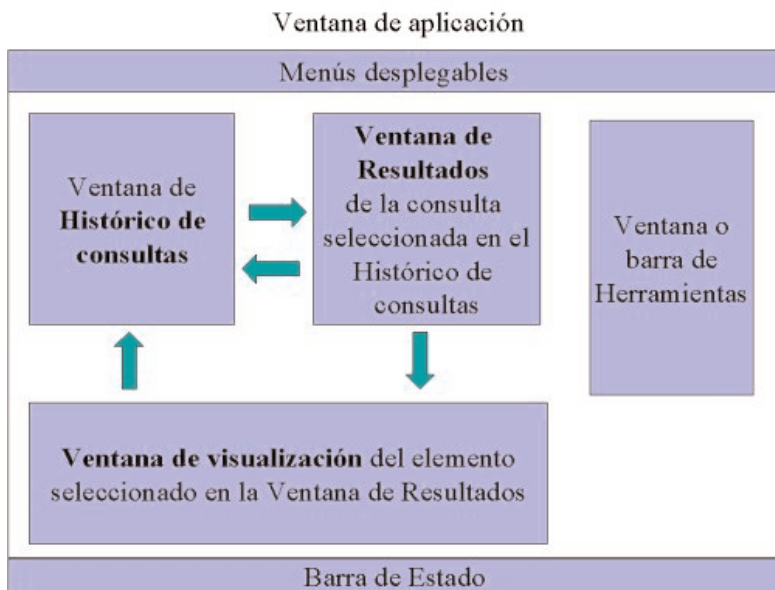 Ventana de aplicación
Menús desplegables
Ventana de
Histórico de
consultas
Ventana de
Resultados
de la consulta
seleccionada en el
Histórico de
consultas
Ventana o
barra de
Herramientas
Ventana de visualización del elemento
seleccionado en la Ventana de Resultados
Barra de Estado